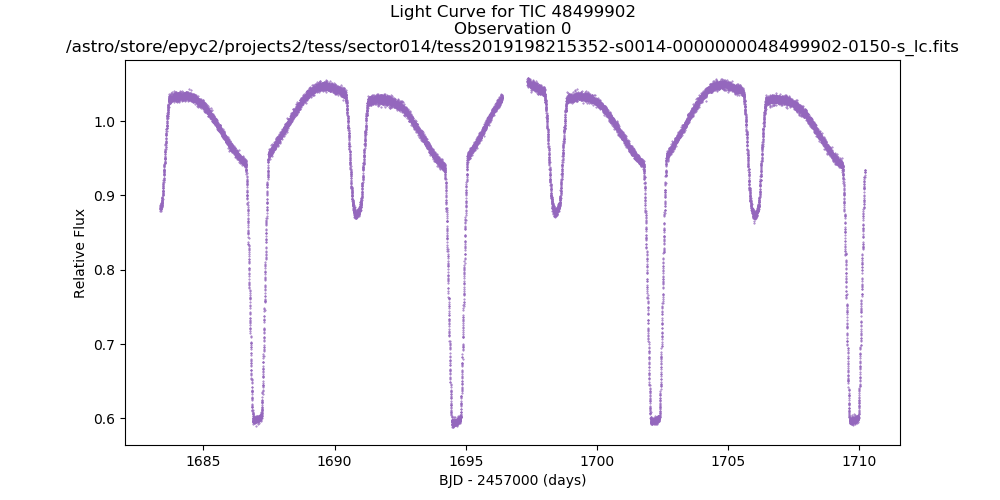 Light Curve for TIC 48499902
Observation 0
/astro/store/epyc2/projects2/tess/sector014/tess2019198215352-s0014-0000000048499902-0150-s_lc.fits
Relative Flux
1.0
0.9
0.8
0.7
0.6
1685
1690
1695
1700
1705
1710
BJD - 2457000 (days)